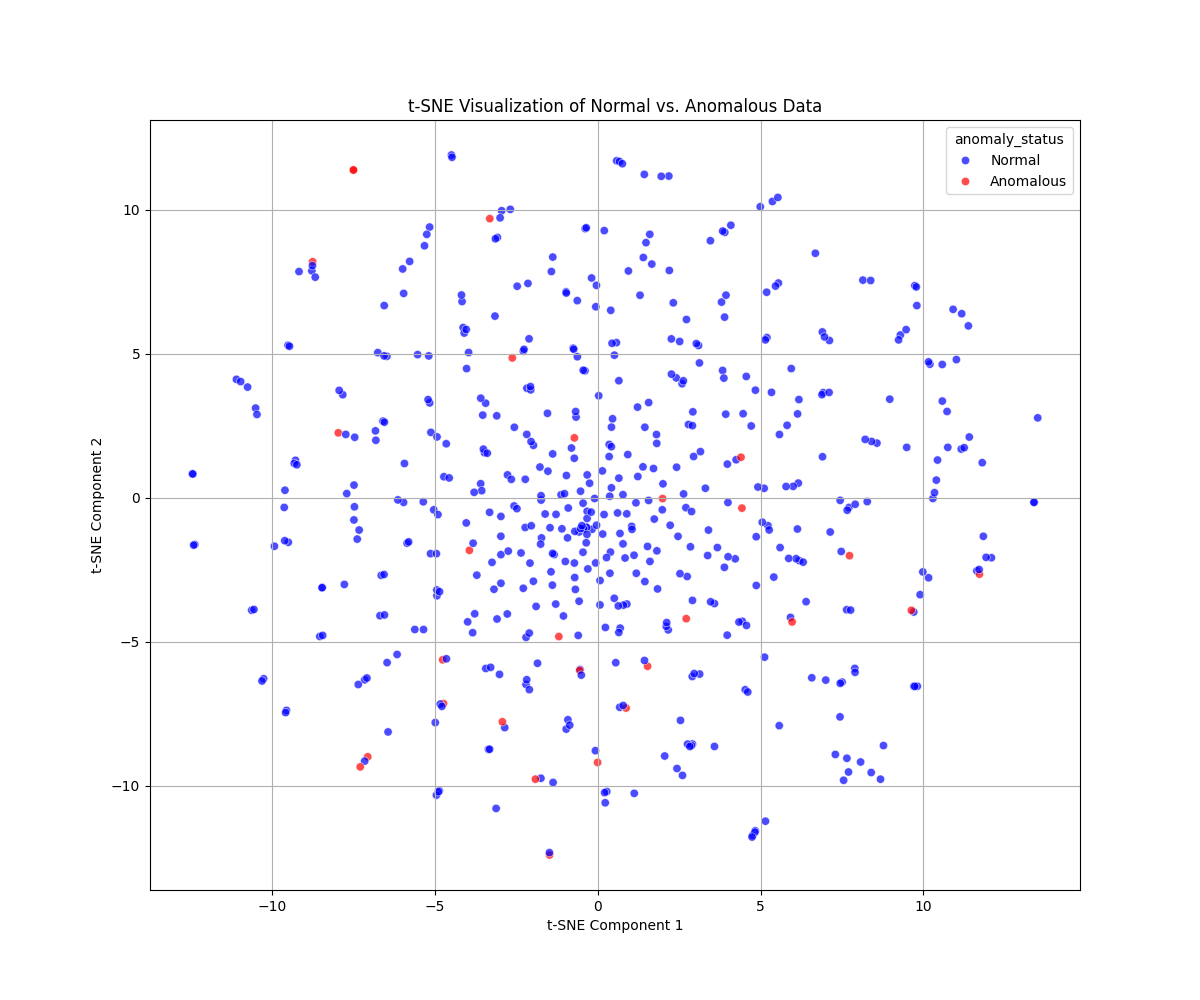 t-SNE Visualization of Normal vs. Anomalous Data
anomaly_status
Normal
Anomalous
10
5
0
−5
−10
t-SNE Component 2
−10
−5
0
5
10
t-SNE Component 1